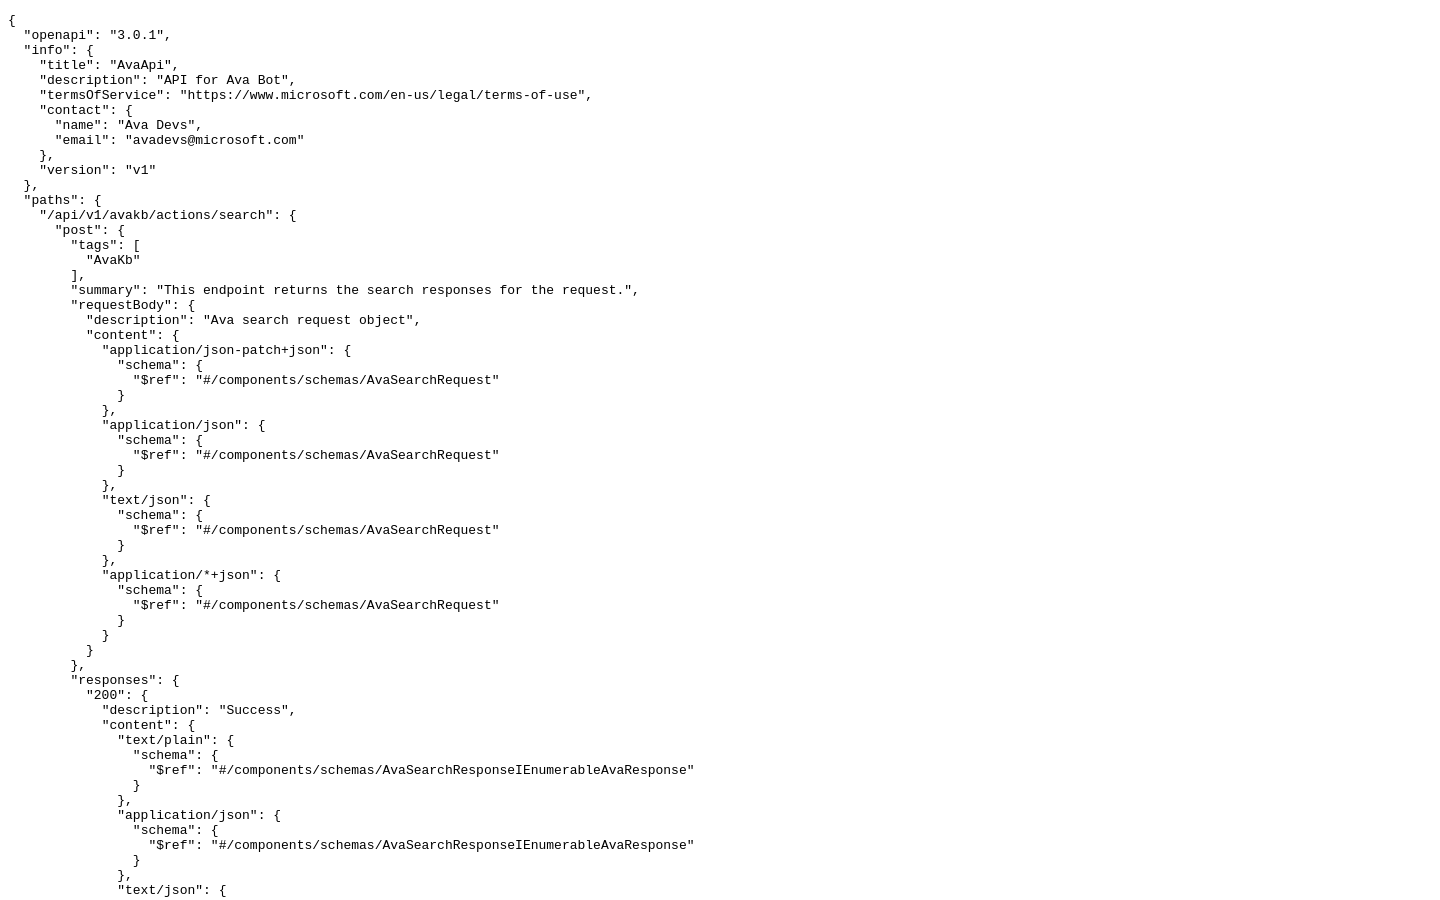 {
  "openapi": "3.0.1",
  "info": {
    "title": "AvaApi",
    "description": "API for Ava Bot",
    "termsOfService": "https://www.microsoft.com/en-us/legal/terms-of-use",
    "contact": {
      "name": "Ava Devs",
      "email": "avadevs@microsoft.com"
    },
    "version": "v1"
  },
  "paths": {
    "/api/v1/avakb/actions/search": {
      "post": {
        "tags": [
          "AvaKb"
        ],
        "summary": "This endpoint returns the search responses for the request.",
        "requestBody": {
          "description": "Ava search request object",
          "content": {
            "application/json-patch+json": {
              "schema": {
                "$ref": "#/components/schemas/AvaSearchRequest"
              }
            },
            "application/json": {
              "schema": {
                "$ref": "#/components/schemas/AvaSearchRequest"
              }
            },
            "text/json": {
              "schema": {
                "$ref": "#/components/schemas/AvaSearchRequest"
              }
            },
            "application/*+json": {
              "schema": {
                "$ref": "#/components/schemas/AvaSearchRequest"
              }
            }
          }
        },
        "responses": {
          "200": {
            "description": "Success",
            "content": {
              "text/plain": {
                "schema": {
                  "$ref": "#/components/schemas/AvaSearchResponseIEnumerableAvaResponse"
                }
              },
              "application/json": {
                "schema": {
                  "$ref": "#/components/schemas/AvaSearchResponseIEnumerableAvaResponse"
                }
              },
              "text/json": {